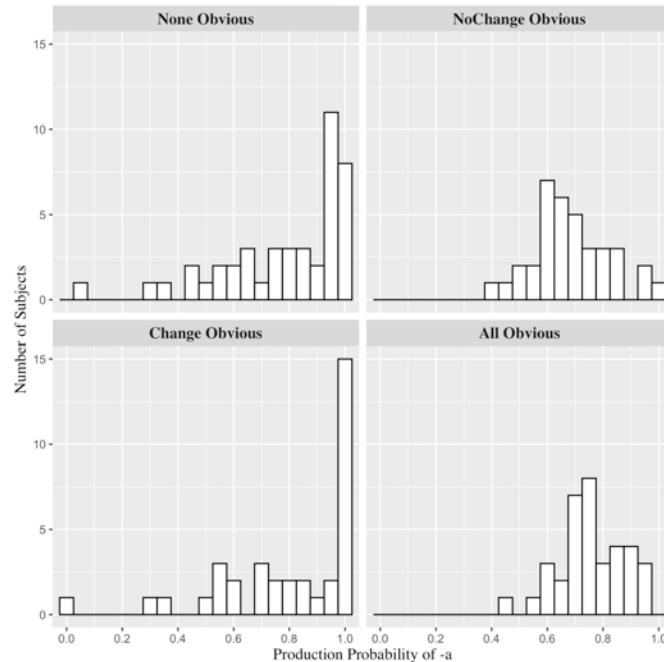 None Obvious
NoChange Obvious
15
10
5
0
Change Obvious
All Obvious
15
10
5
0
0.0 0.2 0.4 0.6 0.8 1.0
0.0 0.2 0.4 0.6 0.8 1.0
Number of Subjects
Production Probability of -a